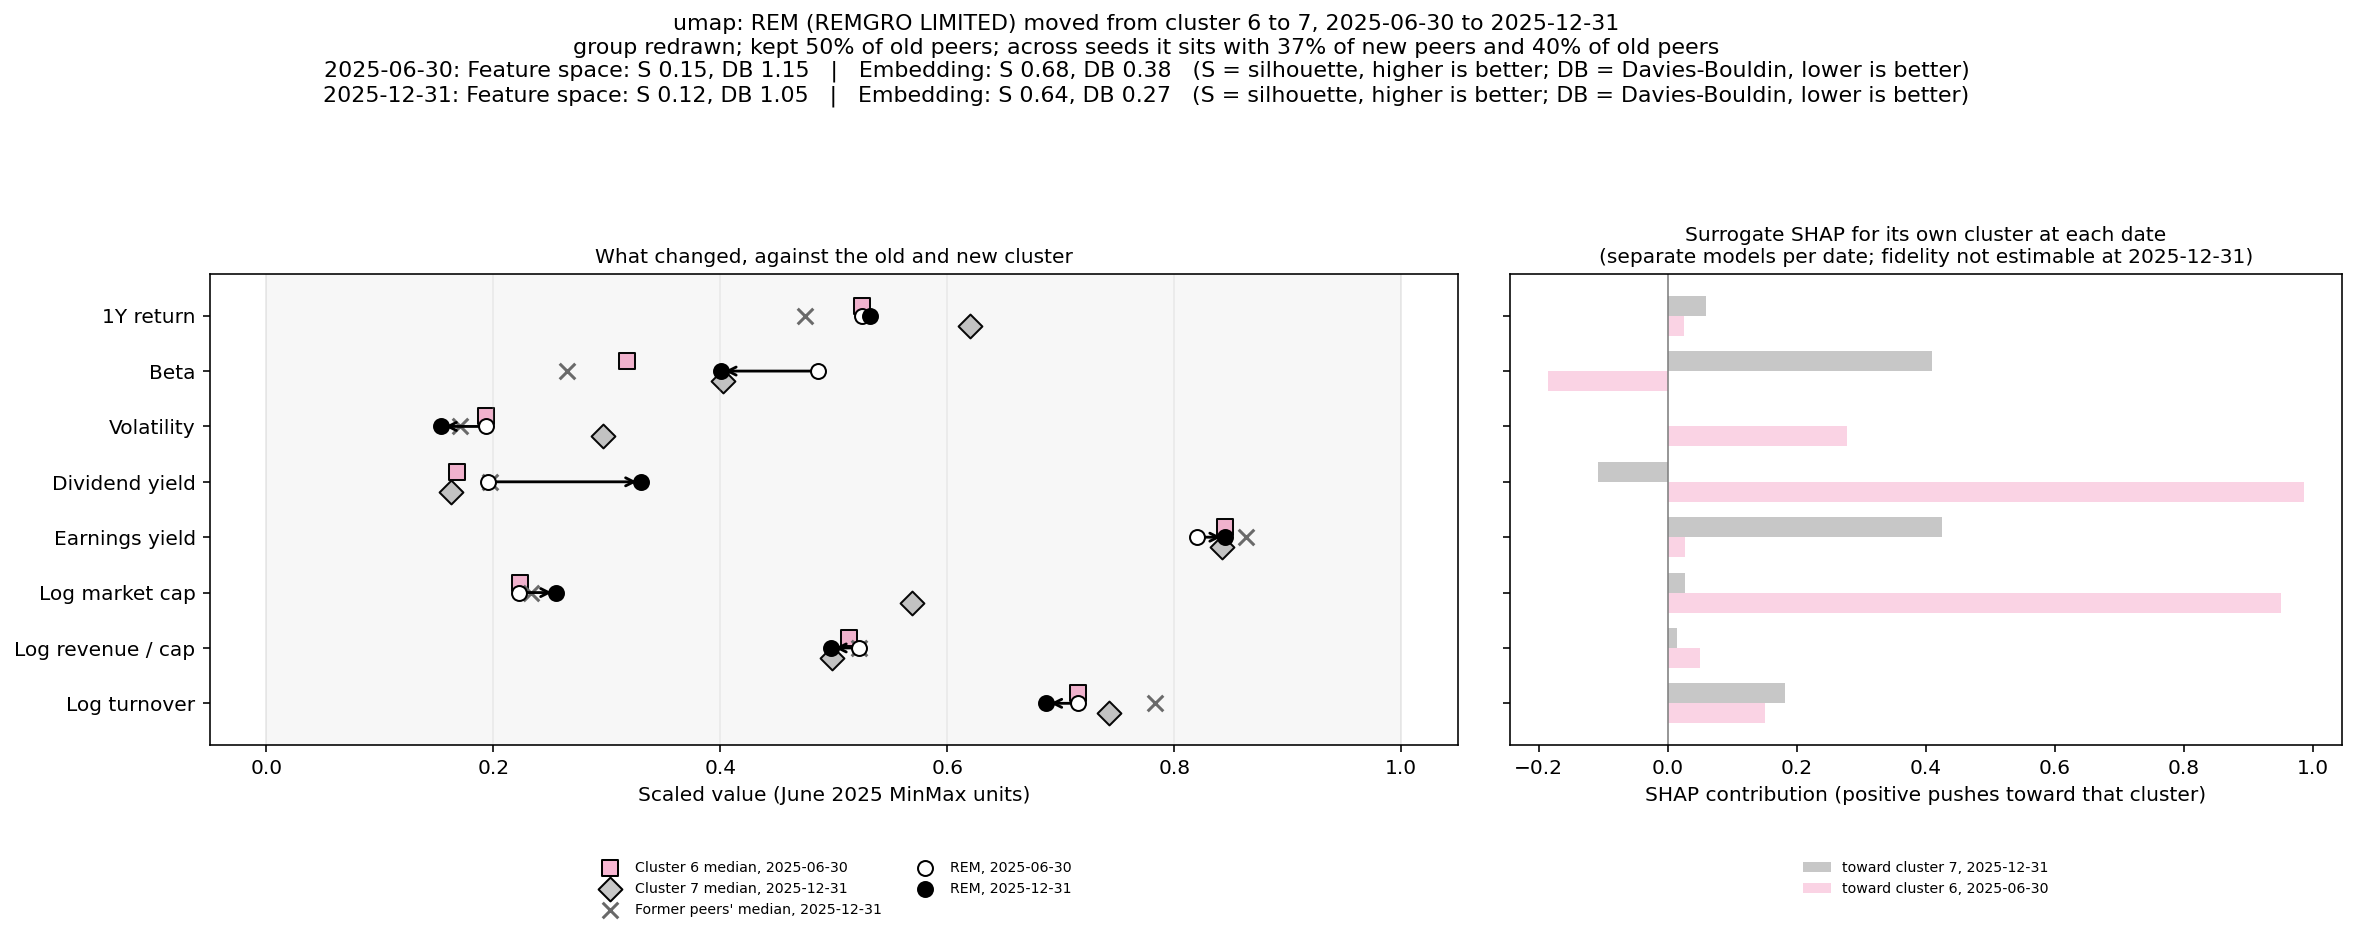 umap: REM (REMGRO LIMITED) moved from cluster 6 to 7, 2025-06-30 to 2025-12-31
group redrawn; kept 50% of old peers; across seeds it sits with 37% of new peers and 40% of old peers
2025-06-30: Feature space: S 0.15, DB 1.15 | Embedding: S 0.68, DB 0.38 (S = silhouette, higher is better; DB = Davies-Bouldin, lower is better)
2025-12-31: Feature space: S 0.12, DB 1.05 | Embedding: S 0.64, DB 0.27 (S = silhouette, higher is better; DB = Davies-Bouldin, lower is better)
What changed, against the old and new cluster
1Y return
Beta
Volatility
Dividend yield
Earnings yield
Log market cap
Log revenue / cap
Log turnover
0.0 0.2 0.4 0.6 0.8 1.0
Scaled value (June 2025 MinMax units)
Cluster 6 median, 2025-06-30
Cluster 7 median, 2025-12-31
Former peers' median, 2025-12-31
REM, 2025-06-30
REM, 2025-12-31
Surrogate SHAP for its own cluster at each date
(separate models per date; fidelity not estimable at 2025-12-31)
−0.2 0.0 0.2 0.4 0.6 0.8 1.0
SHAP contribution (positive pushes toward that cluster)
toward cluster 7, 2025-12-31
toward cluster 6, 2025-06-30